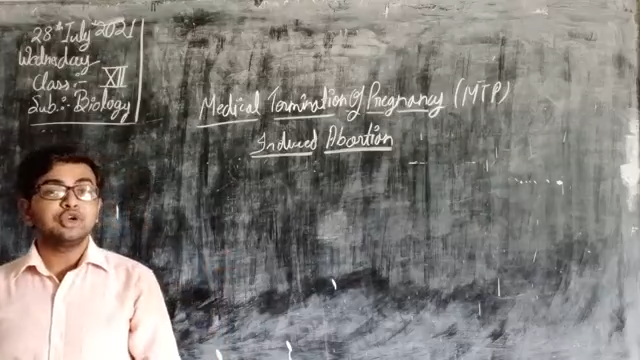 28th July 2021
Wednesday
Class:- XII
Sub:- Biology
Medical Termination Of Pregnancy (MTP)
Induced Abortion